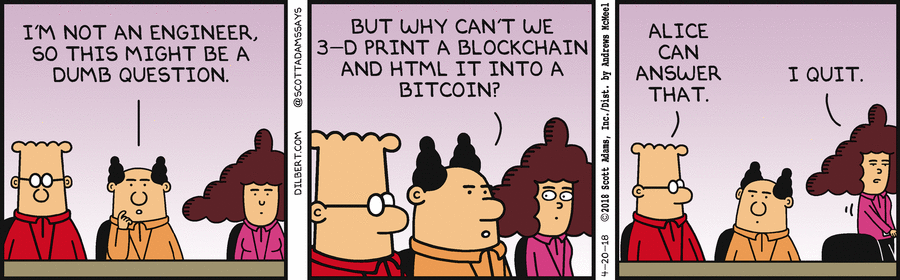 I'M NOT AN ENGINEER,
SO THIS MIGHT BE A
DUMB QUESTION.
DILBERT.COM @SCOTTADAMSSAYS
BUT WHY CAN'T WE
3-D PRINT A BLOCKCHAIN
AND HTML IT INTO A
BITCOIN?
4-20-18 ©2018 Scott Adams, Inc./Dist. by Andrews McMeel
ALICE
CAN
ANSWER
THAT.
I QUIT.